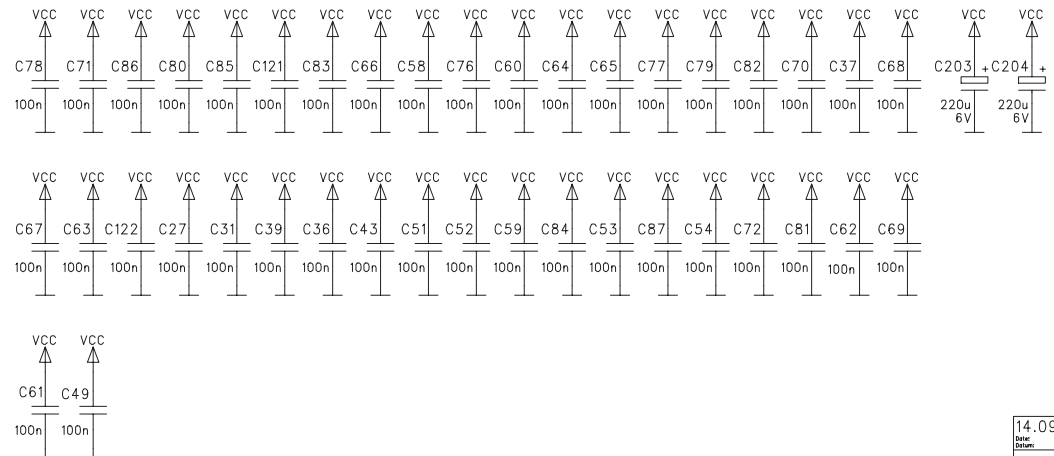 VCC VCC VCC VCC VCC VCC VCC VCC VCC VCC VCC VCC VCC VCC VCC VCC VCC VCC VCC VCC VCC
C78 C71 C86 C80 C85 C121 C83 C66 C58 C76 C60 C64 C65 C77 C79 C82 C70 C37 C68 C203 + C204 +
100n 100n 100n 100n 100n 100n 100n 100n 100n 100n 100n 100n 100n 100n 100n 100n 100n 100n 100n 220u 220u
6V 6V
VCC VCC VCC VCC VCC VCC VCC VCC VCC VCC VCC VCC VCC VCC VCC VCC VCC VCC VCC
C67 C63 C122 C27 C31 C39 C36 C43 C51 C52 C59 C84 C53 C87 C54 C72 C81 C62 C69
100n 100n 100n 100n 100n 100n 100n 100n 100n 100n 100n 100n 100n 100n 100n 100n 100n 100n 100n
VCC VCC
C61 C49
100n 100n
14.09
Date:
Datum: